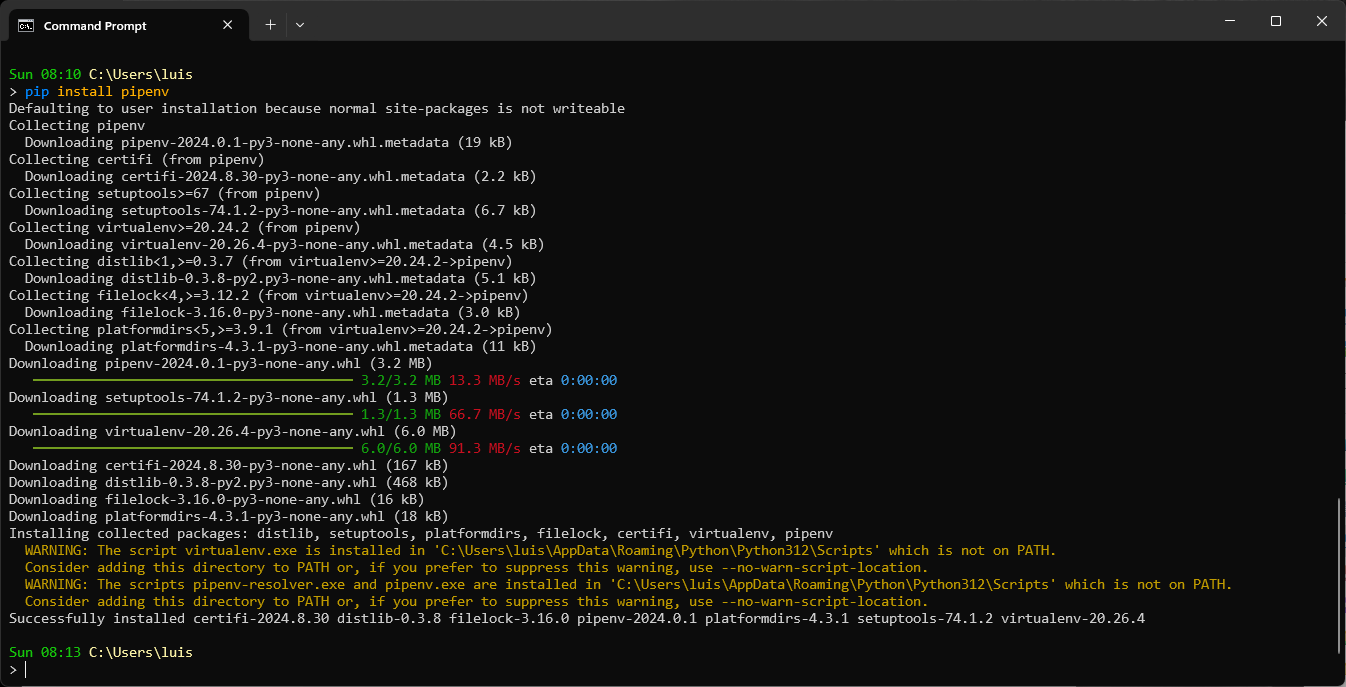 Command Prompt
Sun 08:10 C:\Users\luis
> pip install pipenv
Defaulting to user installation because normal site-packages is not writeable
Collecting pipenv
  Downloading pipenv-2024.0.1-py3-none-any.whl.metadata (19 kB)
Collecting certifi (from pipenv)
  Downloading certifi-2024.8.30-py3-none-any.whl.metadata (2.2 kB)
Collecting setuptools>=67 (from pipenv)
  Downloading setuptools-74.1.2-py3-none-any.whl.metadata (6.7 kB)
Collecting virtualenv>=20.24.2 (from pipenv)
  Downloading virtualenv-20.26.4-py3-none-any.whl.metadata (4.5 kB)
Collecting distlib<1,>=0.3.7 (from virtualenv>=20.24.2->pipenv)
  Downloading distlib-0.3.8-py2.py3-none-any.whl.metadata (5.1 kB)
Collecting filelock<4,>=3.12.2 (from virtualenv>=20.24.2->pipenv)
  Downloading filelock-3.16.0-py3-none-any.whl.metadata (3.0 kB)
Collecting platformdirs<5,>=3.9.1 (from virtualenv>=20.24.2->pipenv)
  Downloading platformdirs-4.3.1-py3-none-any.whl.metadata (11 kB)
Downloading pipenv-2024.0.1-py3-none-any.whl (3.2 MB)
3.2/3.2 MB 13.3 MB/s eta 0:00:00
Downloading setuptools-74.1.2-py3-none-any.whl (1.3 MB)
1.3/1.3 MB 66.7 MB/s eta 0:00:00
Downloading virtualenv-20.26.4-py3-none-any.whl (6.0 MB)
6.0/6.0 MB 91.3 MB/s eta 0:00:00
Downloading certifi-2024.8.30-py3-none-any.whl (167 kB)
Downloading distlib-0.3.8-py2.py3-none-any.whl (468 kB)
Downloading filelock-3.16.0-py3-none-any.whl (16 kB)
Downloading platformdirs-4.3.1-py3-none-any.whl (18 kB)
Installing collected packages: distlib, setuptools, platformdirs, filelock, certifi, virtualenv, pipenv
  WARNING: The script virtualenv.exe is installed in 'C:\Users\luis\AppData\Roaming\Python\Python312\Scripts' which is not on PATH.
  Consider adding this directory to PATH or, if you prefer to suppress this warning, use --no-warn-script-location.
  WARNING: The scripts pipenv-resolver.exe and pipenv.exe are installed in 'C:\Users\luis\AppData\Roaming\Python\Python312\Scripts' which is not on PATH.
  Consider adding this directory to PATH or, if you prefer to suppress this warning, use --no-warn-script-location.
Successfully installed certifi-2024.8.30 distlib-0.3.8 filelock-3.16.0 pipenv-2024.0.1 platformdirs-4.3.1 setuptools-74.1.2 virtualenv-20.26.4
Sun 08:13 C:\Users\luis
>